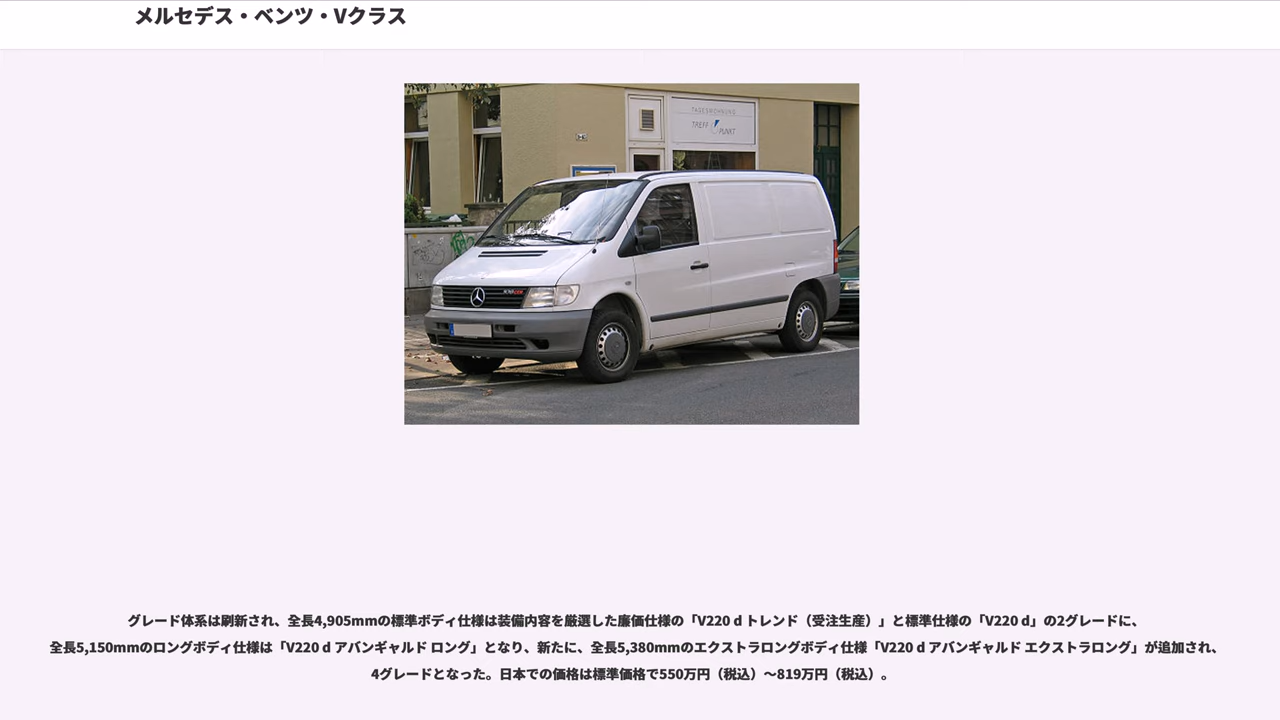 メルセデス・ベンツ・Vクラス
TAGESWOHNUNG
TREFF PUNKT
グレード体系は刷新され、全長4,905mmの標準ボディ仕様は装備内容を厳選した廉価仕様の「V220 d トレンド（受注生産）」と標準仕様の「V220 d」の2グレードに、
全長5,150mmのロングボディ仕様は「V220 d アバンギャルド ロング」となり、新たに、全長5,380mmのエクストラロングボディ仕様「V220 d アバンギャルド エクストラロング」が追加され、
4グレードとなった。日本での価格は標準価格で550万円（税込）～819万円（税込）。